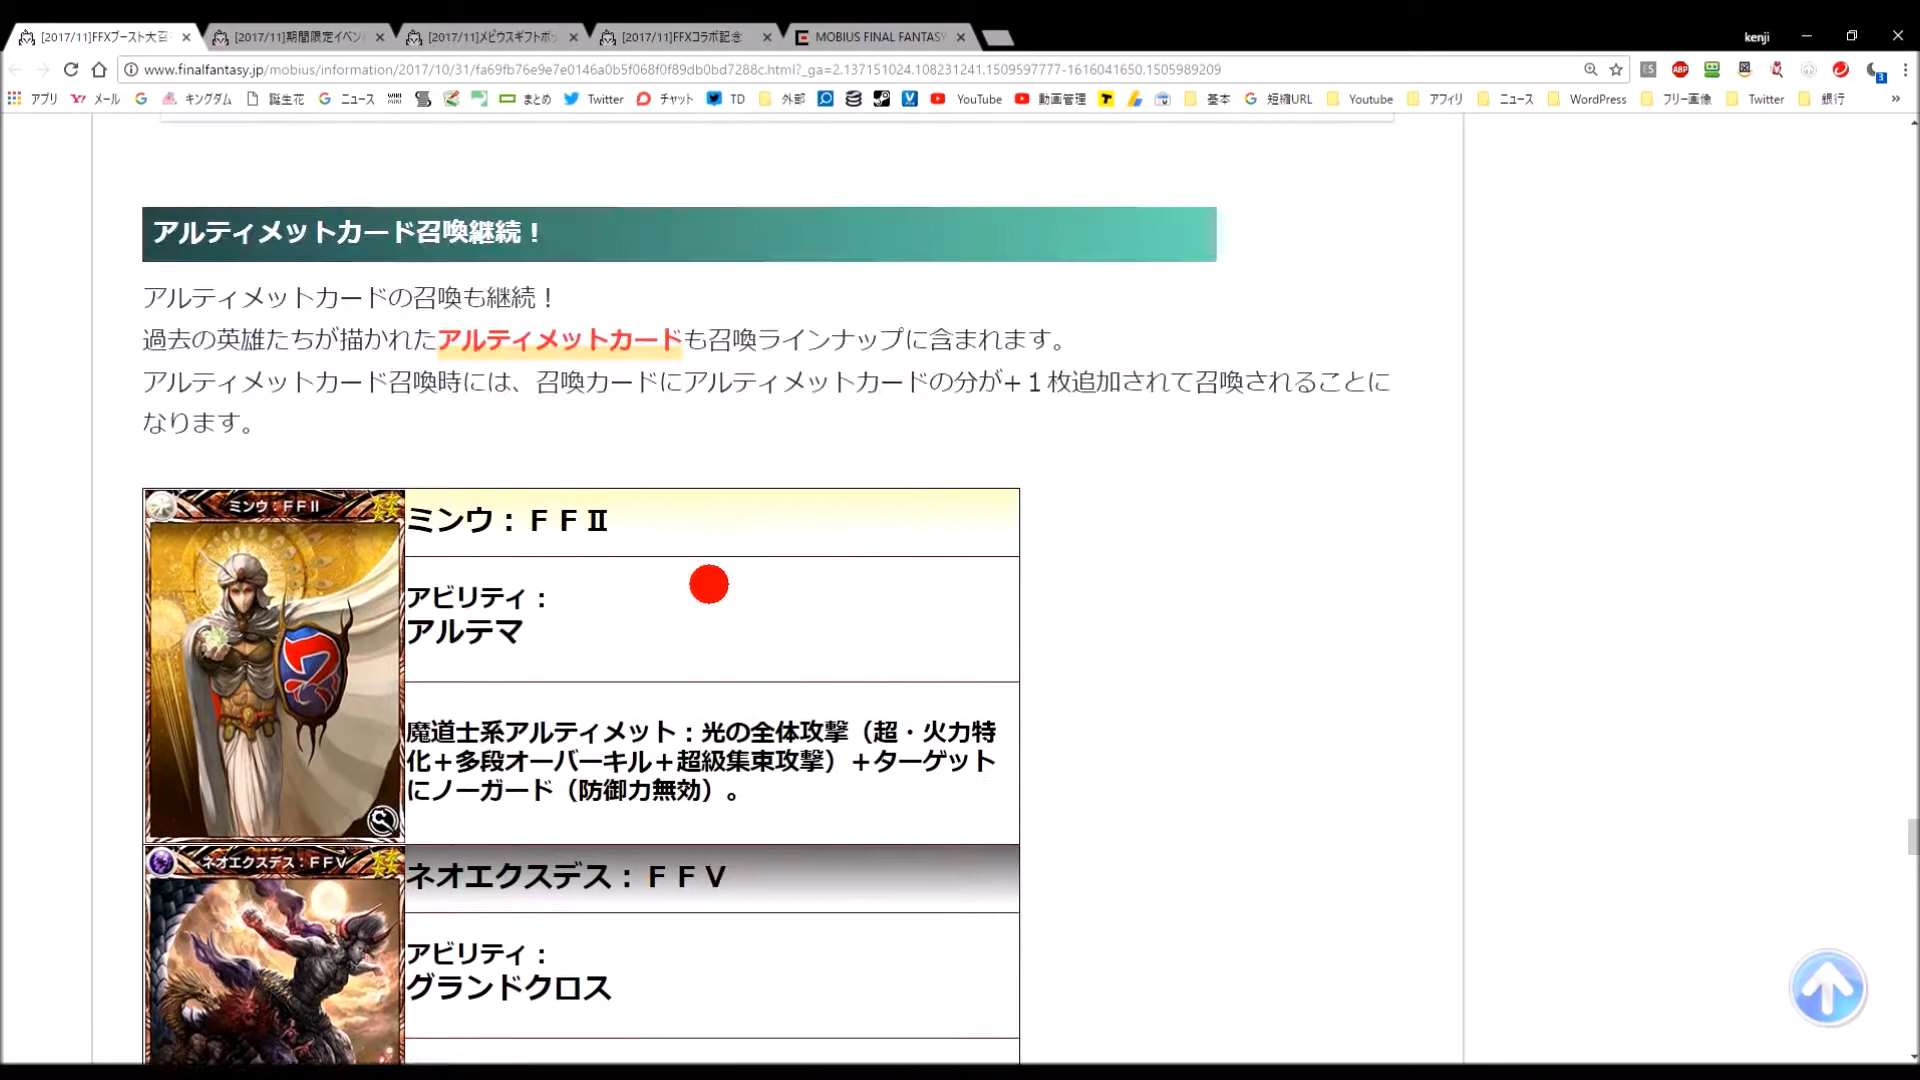 [2017/11]FFXブースト大召
[2017/11]期間限定イベン
[2017/11]メビウスギフトボッ
[2017/11]FFXコラボ記念
MOBIUS FINAL FANTASY
kenji
www.finalfantasy.jp/mobius/information/2017/10/31/fa69fb76e9e7e0146a0b5f068f0f89db0bd7288c.html?_ga=2.137151024.108231241.1509597777-1616041650.1505989209
ES
ABP
3
アプリ
メール
キングダム
誕生花
ニュース
まとめ
Twitter
チャット
TD
外部
YouTube
動画管理
基本
短縮URL
Youtube
アフィリ
ニュース
WordPress
フリー画像
Twitter
銀行
»
アルティメットカード召喚継続！
アルティメットカードの召喚も継続！
過去の英雄たちが描かれたアルティメットカードも召喚ラインナップに含まれます。
アルティメットカード召喚時には、召喚カードにアルティメットカードの分が＋１枚追加されて召喚されることに
なります。
ミンウ：ＦＦⅡ
ミンウ：ＦＦⅡ
アビリティ：
アルテマ
魔道士系アルティメット：光の全体攻撃（超・火力特
化＋多段オーバーキル＋超級集束攻撃）＋ターゲット
にノーガード（防御力無効）。
ネオエクスデス：ＦＦⅤ
ネオエクスデス：ＦＦⅤ
アビリティ：
グランドクロス